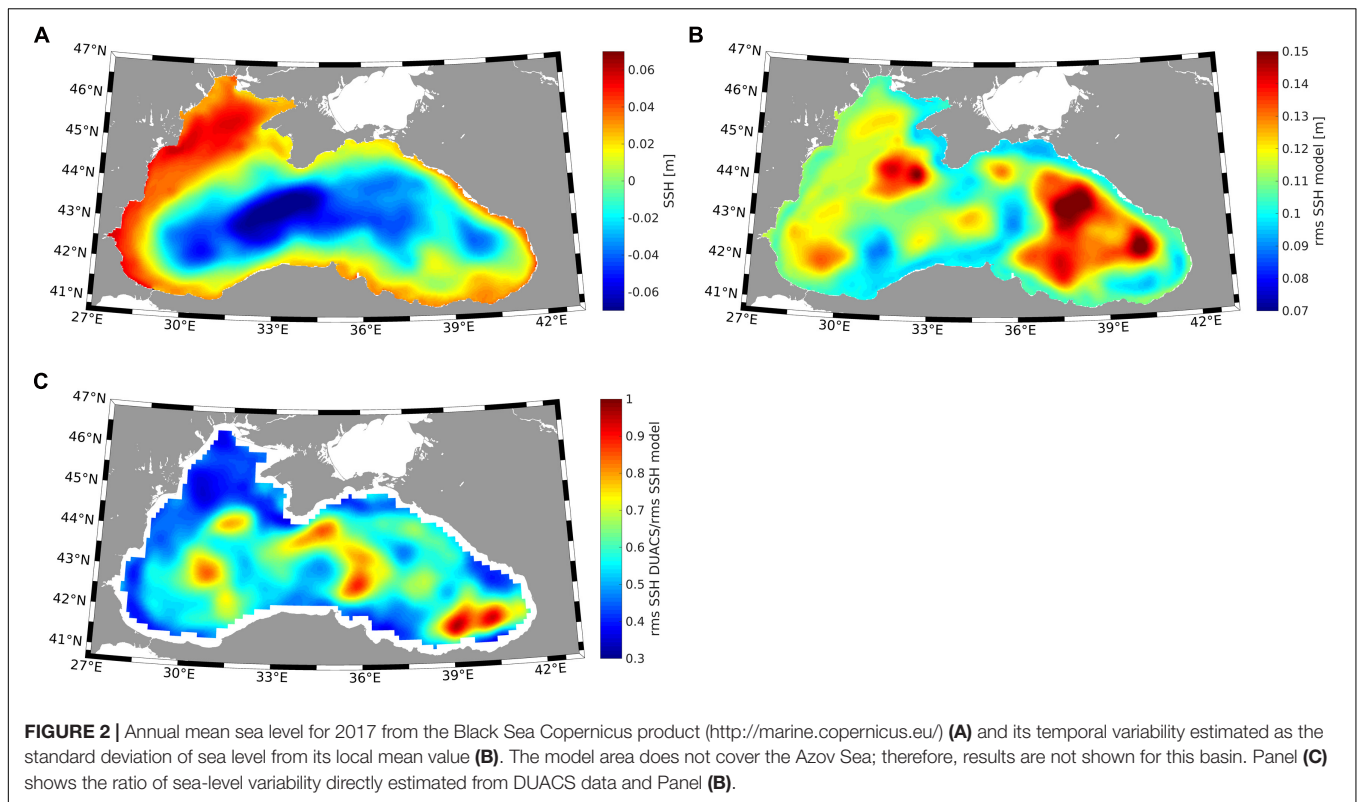 A
47°N
46°N
45°N
44°N
43°N
42°N
41°N
27°E
30°E
33°E
36°E
39°E
42°E
0.06
0.04
0.02
0
-0.02
-0.04
-0.06
SSH [m]
B
47°N
46°N
45°N
44°N
43°N
42°N
41°N
27°E
30°E
33°E
36°E
39°E
42°E
0.15
0.14
0.13
0.12
0.11
0.1
0.09
0.08
0.07
rms SSH model [m]
C
47°N
46°N
45°N
44°N
43°N
42°N
41°N
27°E
30°E
33°E
36°E
39°E
42°E
1
0.9
0.8
0.7
0.6
0.5
0.4
0.3
rms SSH DUACS/rms SSH model
FIGURE 2 | Annual mean sea level for 2017 from the Black Sea Copernicus product (http://marine.copernicus.eu/) (A) and its temporal variability estimated as the
standard deviation of sea level from its local mean value (B). The model area does not cover the Azov Sea; therefore, results are not shown for this basin. Panel (C)
shows the ratio of sea-level variability directly estimated from DUACS data and Panel (B).